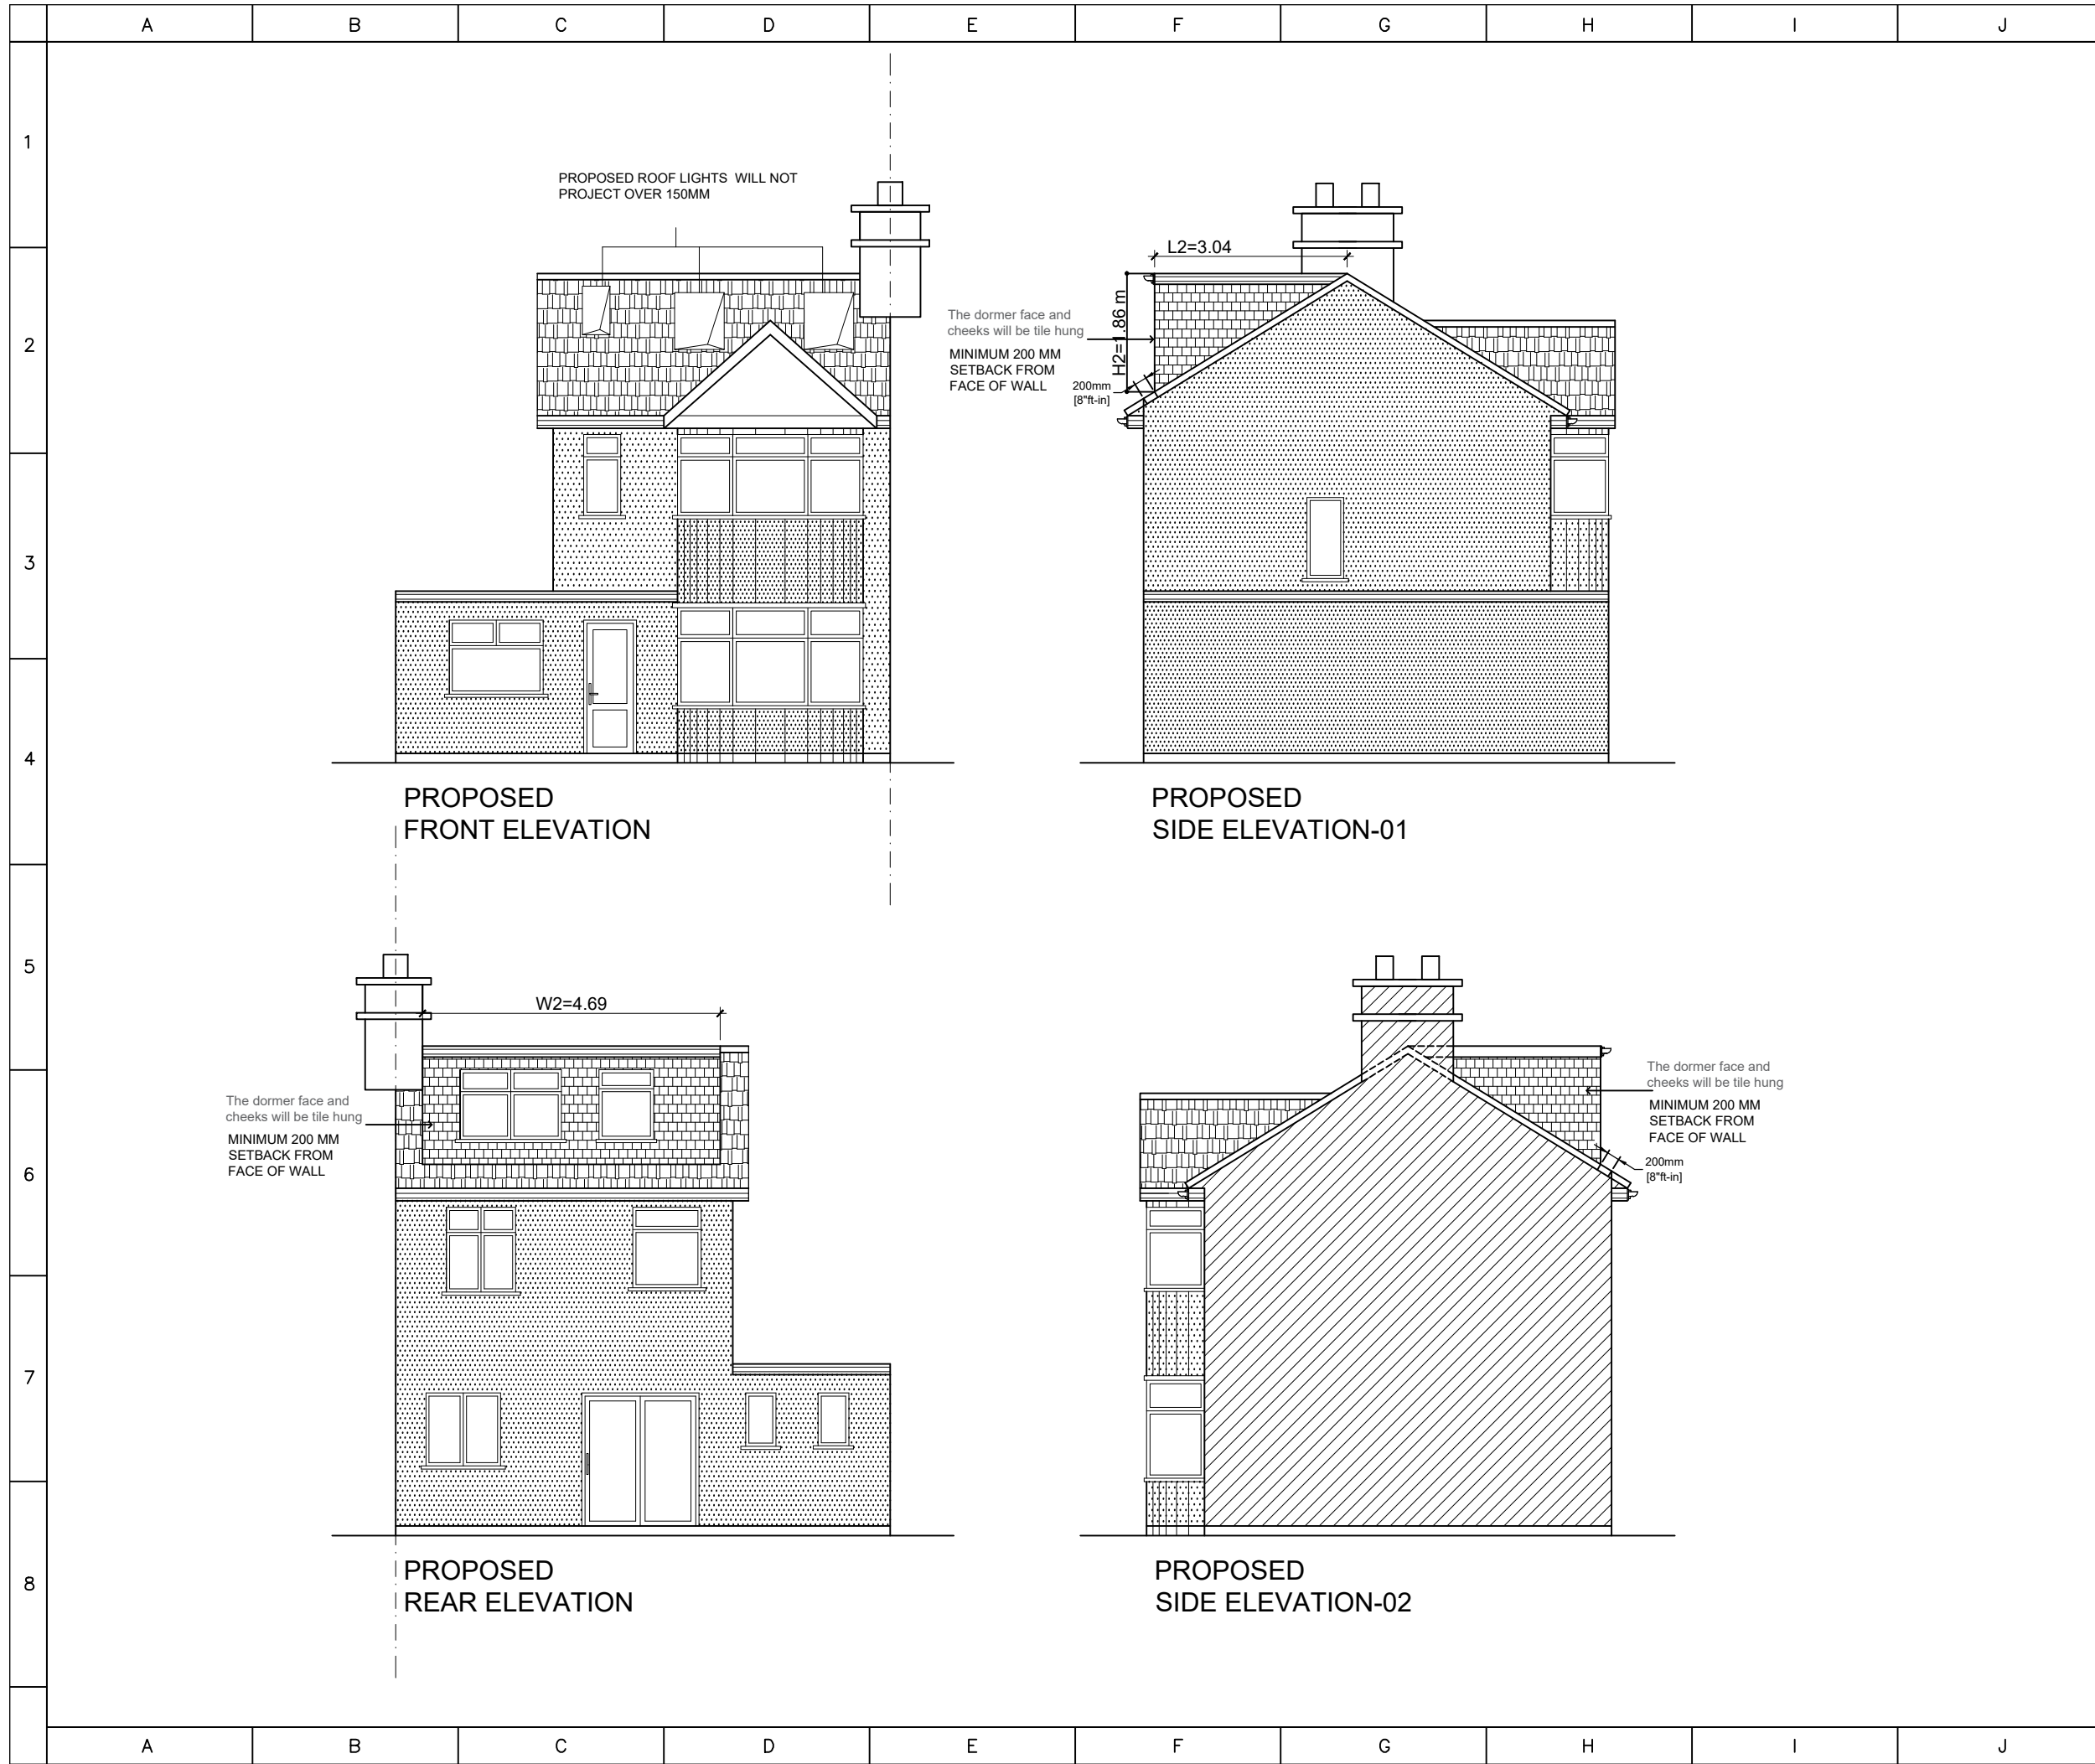 A B C D E F G H I J
1
PROPOSED ROOF LIGHTS WILL NOT
PROJECT OVER 150MM
L2=3.04
H2=1.86 m
2
The dormer face and
cheeks will be tile hung
MINIMUM 200 MM
SETBACK FROM
FACE OF WALL
200mm
[8"ft-in]
3
4
PROPOSED
FRONT ELEVATION
PROPOSED
SIDE ELEVATION-01
5
W2=4.69
The dormer face and
cheeks will be tile hung
MINIMUM 200 MM
SETBACK FROM
FACE OF WALL
The dormer face and
cheeks will be tile hung
MINIMUM 200 MM
SETBACK FROM
FACE OF WALL
200mm
[8"ft-in]
6
7
8
PROPOSED
REAR ELEVATION
PROPOSED
SIDE ELEVATION-02
A B C D E F G H I J